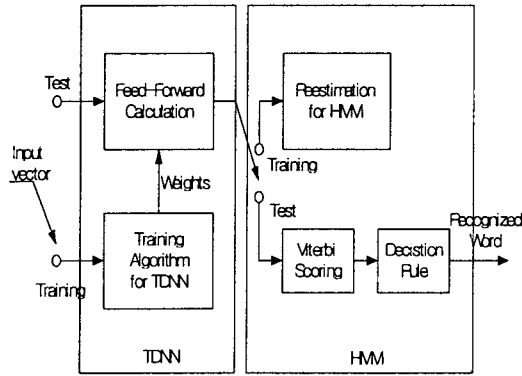 Test
Feed-Forward
Calculation
Reestimation
for HMM
Input
vector
Weights
Training
Test
Training
Algorithm
for TDNN
Training
Viterbi
Scoring
Decistion
Rule
Recognized
Word
TDNN
HMM